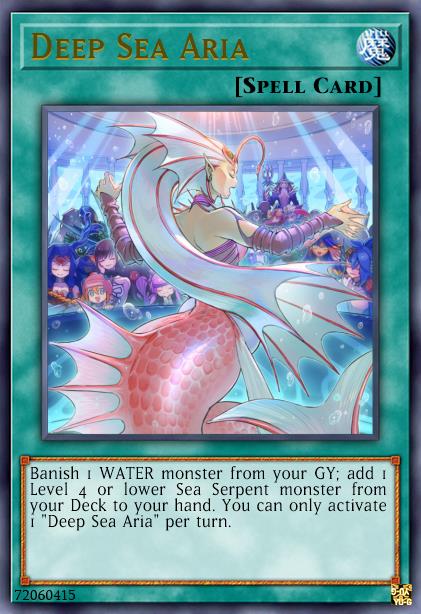 Deep Sea Aria
魔
[Spell Card]
Banish 1 WATER monster from your GY; add 1
Level 4 or lower Sea Serpent monster from
your Deck to your hand. You can only activate
1 "Deep Sea Aria" per turn.
72060415